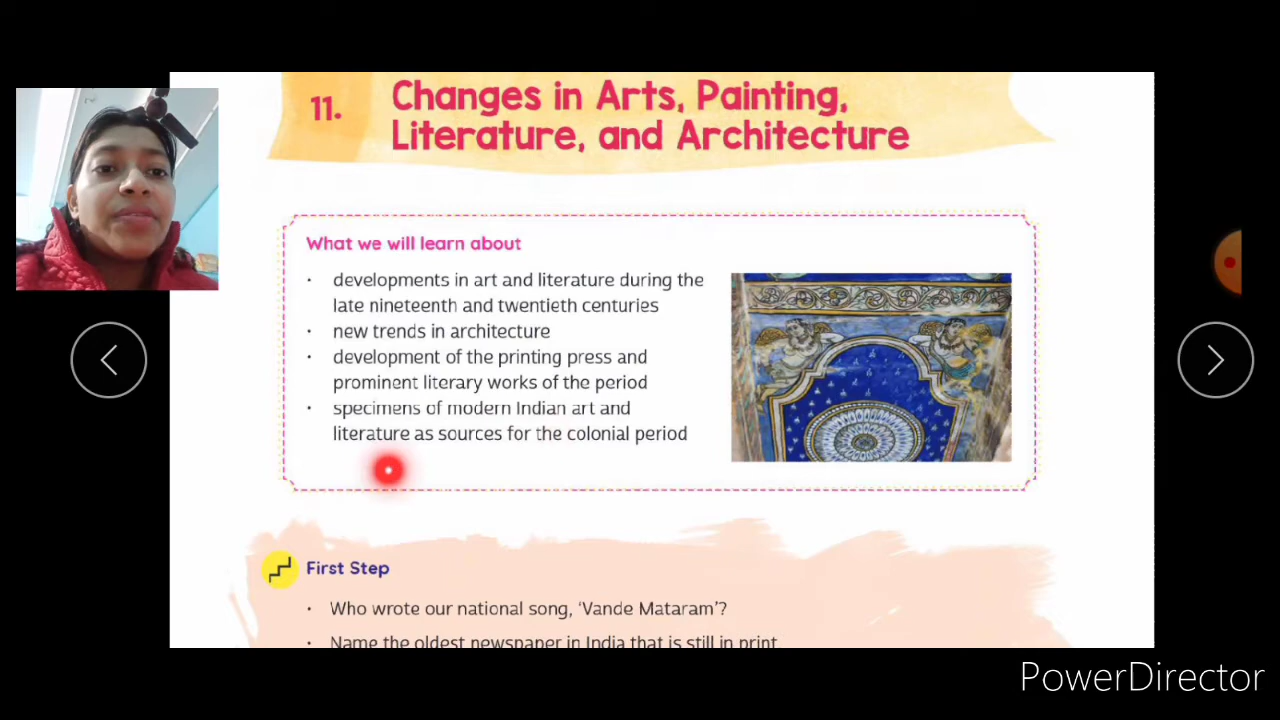 11.
Changes in Arts, Painting,
Literature, and Architecture
What we will learn about
· developments in art and literature during the
late nineteenth and twentieth centuries
· new trends in architecture
· development of the printing press and
prominent literary works of the period
· specimens of modern Indian art and
literature as sources for the colonial period
First Step
· Who wrote our national song, ‘Vande Mataram’?
· Name the oldest newspaper in India that is still in print
PowerDirector